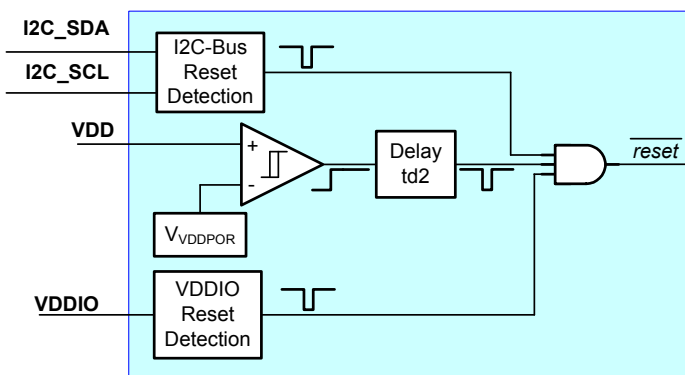 I2C_SDA
I2C_SCL
I2C-Bus
Reset
Detection
VDD
+
-
Delay
td2
reset
VVDDPOR
VDDIO
VDDIO
Reset
Detection